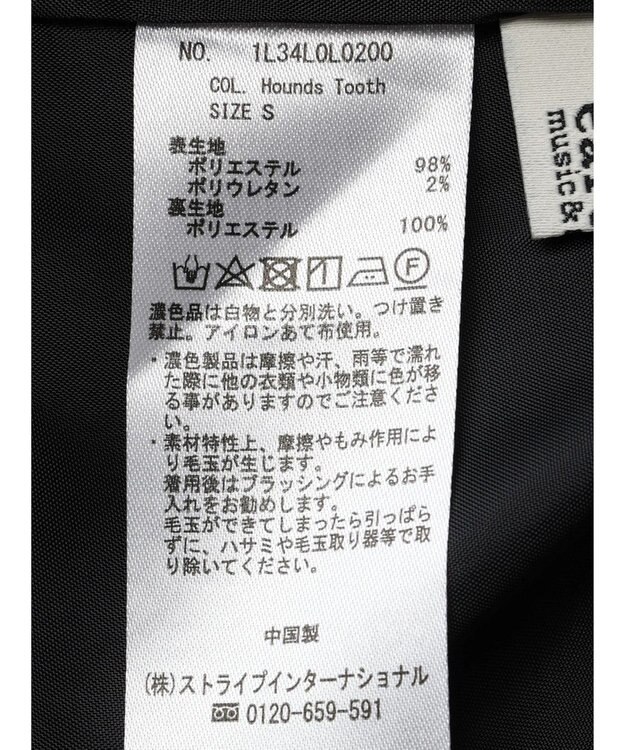 NO. 1L34L0L0200
COL. Hounds Tooth
SIZE S
表生地
ポリエステル 98%
ポリウレタン 2%
裏生地
ポリエステル 100%
F
濃色品は白物と分別洗い。つけ置き
禁止。アイロンあて布使用。
・濃色製品は摩擦や汗、雨等で濡れ
た際に他の衣類や小物類に色が移
る事がありますのでご注意くださ
い。
・素材特性上、摩擦やもみ作用によ
り毛玉が生じます。
着用後はブラッシングによるお手
入れをお勧めします。
毛玉ができてしまったら引っぱら
ずに、ハサミや毛玉取り器等で取
り除いてください。
中国製
(株)ストライプインターナショナル
0120-659-591
music&